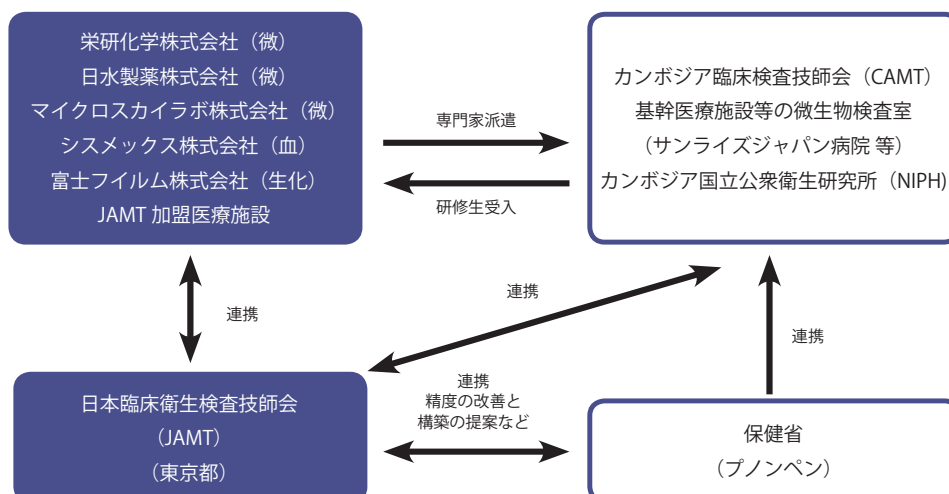 栄研化学株式会社（微）
日水製薬株式会社（微）
マイクロスカイラボ株式会社（微）
シスメックス株式会社（血）
富士フイルム株式会社（生化）
JAMT 加盟医療施設
専門家派遣
研修生受入
カンボジア臨床検査技師会（CAMT）
基幹医療施設等の微生物検査室
（サンライズジャパン病院 等）
カンボジア国立公衆衛生研究所（NIPH)
連携
連携
連携
日本臨床衛生検査技師会
（JAMT）
（東京都）
連携
精度の改善と
構築の提案など
保健省
（プノンペン）